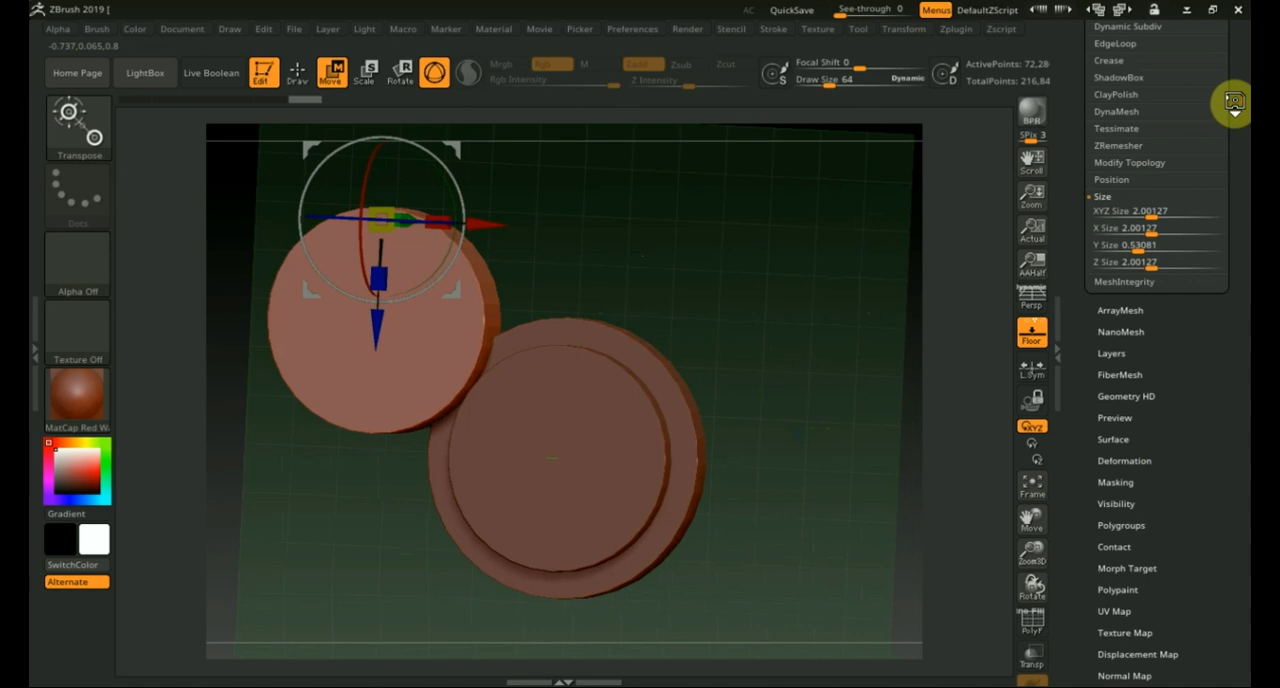 ZBrush 2019 [
AC QuickSave See-through 0 Menus DefaultZScript
Alpha Brush Color Document Draw Edit File Layer Light Macro Marker Material Movie Picker Preferences Render Stencil Stroke Texture Tool Transform Zplugin Zscript
-0.737,0.065,0.8
Home Page LightBox Live Boolean Edit Draw Move Scale Rotate
Mrgb Rgb M Zadd Zsub Zcut
Rgb Intensity Z Intensity
S Focal Shift 0
Draw Size 64 Dynamic D
ActivePoints: 72,28
TotalPoints: 216,84
Transpose
Dots
Alpha Off
Texture Off
MatCap Red Wa
Gradient
SwitchColor
Alternate
BPR
SPix 3
Scroll
Zoom
Actual
AAHalf
Dynamic
Persp
Floor
L.Sym
XYZ
Y
Z
Frame
Move
Zoom3D
Rotate
PolyF
Transp
Dynamic Subdiv
EdgeLoop
Crease
ShadowBox
ClayPolish
DynaMesh
Tessimate
ZRemesher
Modify Topology
Position
Size
XYZ Size 2.00127
X Size 2.00127
Y Size 0.53081
Z Size 2.00127
MeshIntegrity
ArrayMesh
NanoMesh
Layers
FiberMesh
Geometry HD
Preview
Surface
Deformation
Masking
Visibility
Polygroups
Contact
Morph Target
Polypaint
UV Map
Texture Map
Displacement Map
Normal Map